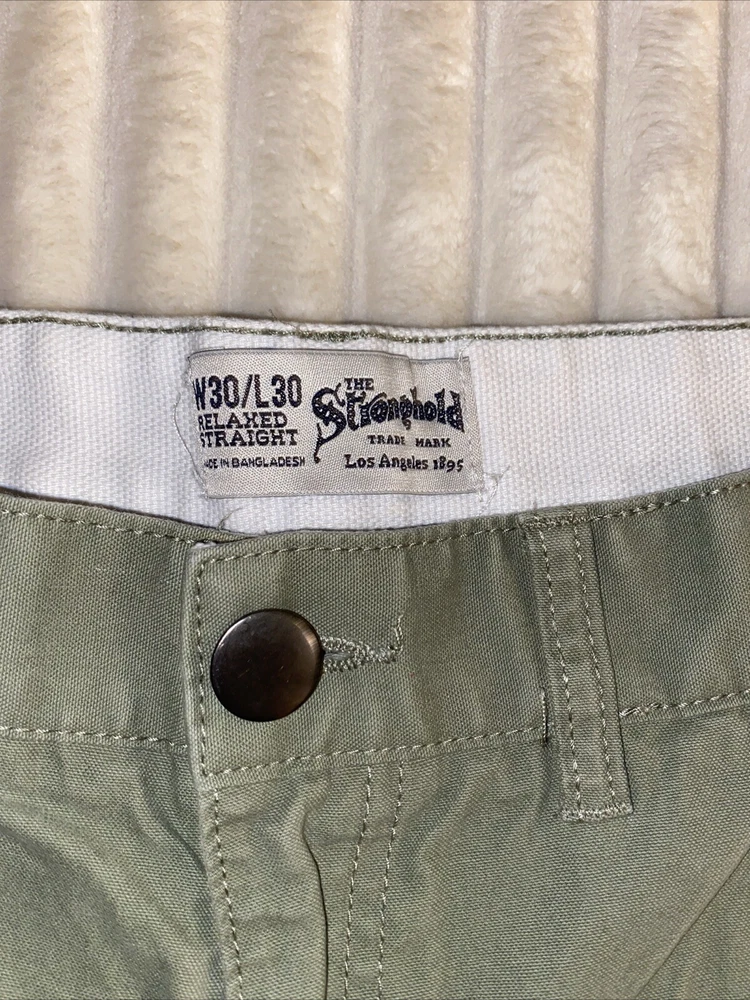 W30/L30
RELAXED
STRAIGHT
MADE IN BANGLADESH
THE
Stronghold
TRADE MARK
Los Angeles 1895